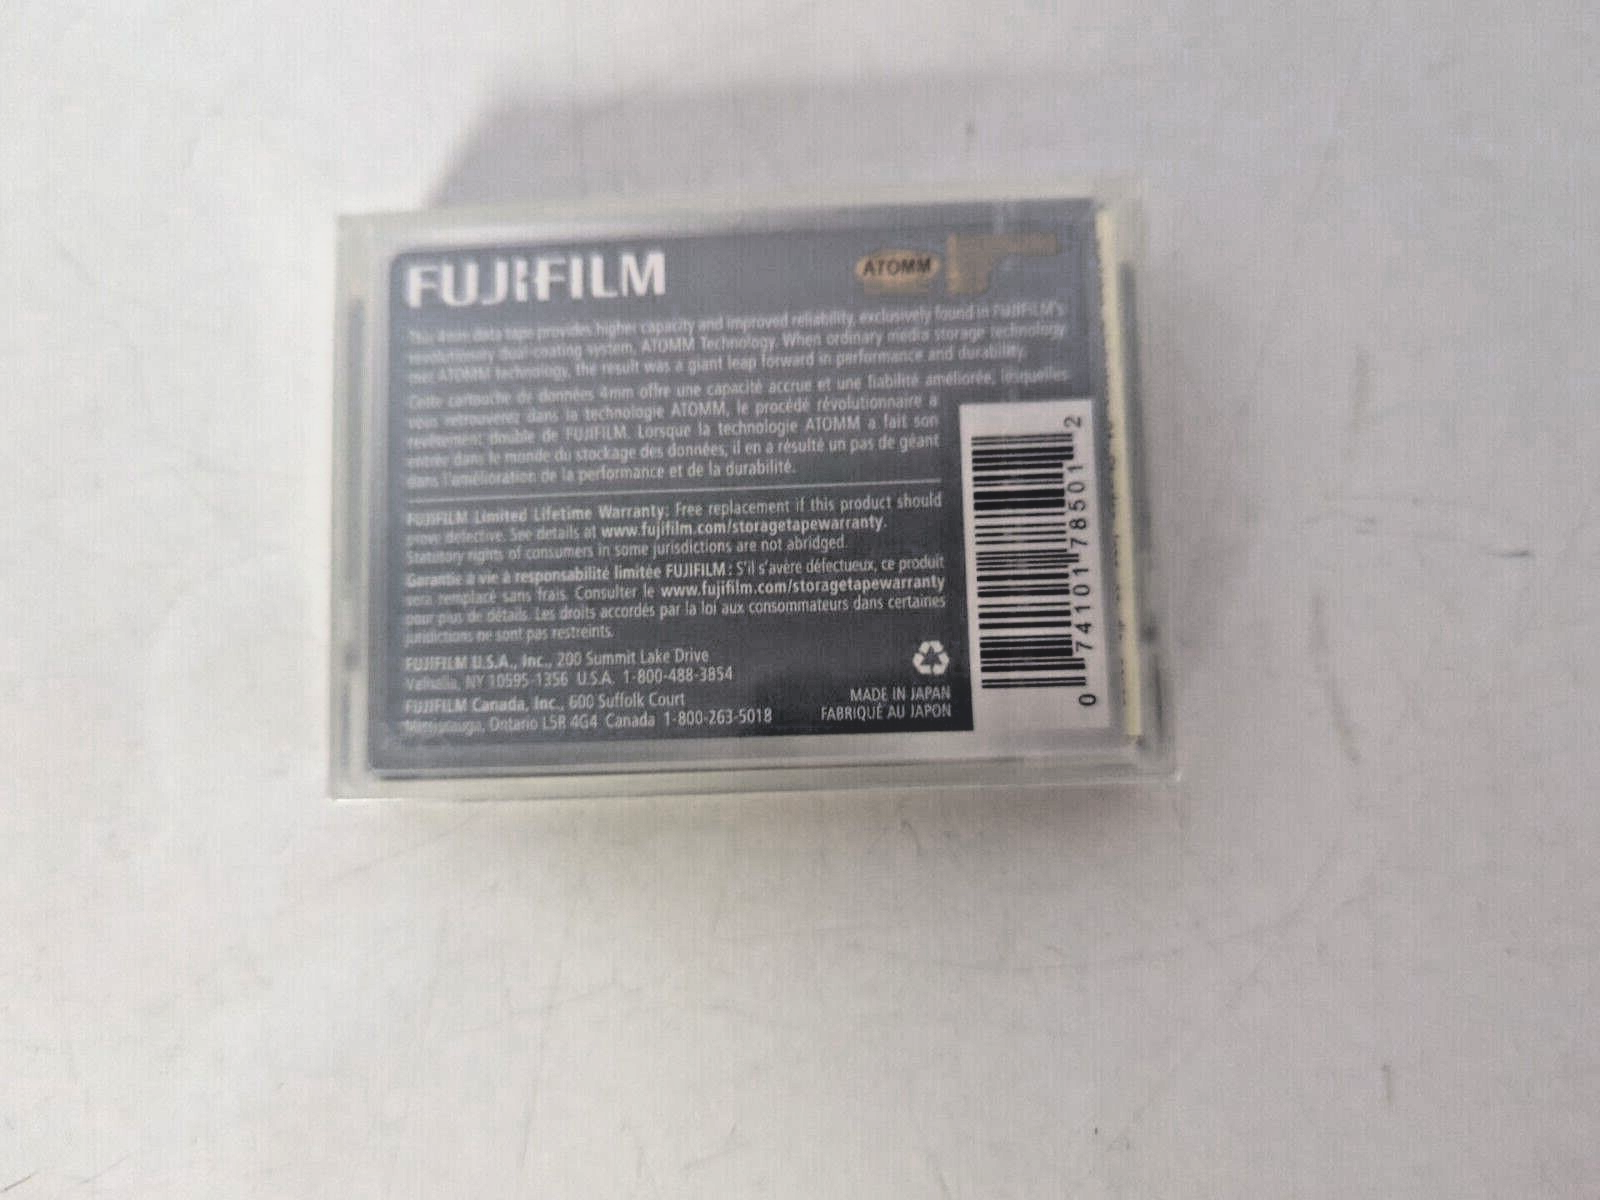 FUJIFILM
ATOMM
This 4mm data tape provides higher capacity and improved reliability, exclusively found in FUJIFILM's
revolutionary dual-coating system, ATOMM Technology. When ordinary media storage technology
met ATOMM technology, the result was a giant leap forward in performance and durability.
Cette cartouche de données 4mm offre une capacité accrue et une fiabilité améliorée, lesquelles
vous retrouverez dans la technologie ATOMM, le procédé révolutionnaire à
revêtement double de FUJIFILM. Lorsque la technologie ATOMM a fait son
entrée dans le monde du stockage des données, il en a résulté un pas de géant
dans l'amélioration de la performance et de la durabilité.
FUJIFILM Limited Lifetime Warranty: Free replacement if this product should
prove defective. See details at www.fujifilm.com/storagetapewarranty.
Statutory rights of consumers in some jurisdictions are not abridged.
Garantie à vie à responsabilité limitée FUJIFILM : S'il s'avère défectueux, ce produit
sera remplacé sans frais. Consulter le www.fujifilm.com/storagetapewarranty
pour plus de détails. Les droits accordés par la loi aux consommateurs dans certaines
juridictions ne sont pas restreints.
FUJIFILM U.S.A., Inc., 200 Summit Lake Drive
Valhalla, NY 10595-1356 U.S.A. 1-800-488-3854
FUJIFILM Canada, Inc., 600 Suffolk Court
Mississauga, Ontario L5R 4G4 Canada 1-800-263-5018
MADE IN JAPAN
FABRIQUÉ AU JAPON
0 74101 78501 2